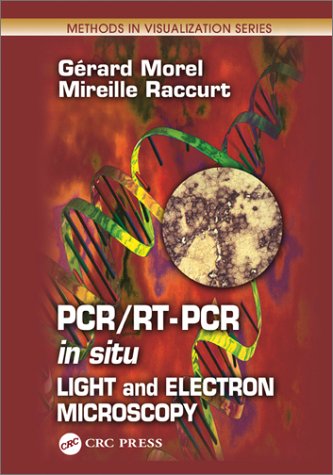 METHODS IN VISUALIZATION SERIES
Gérard Morel
Mireille Raccurt
PCR/RT-PCR
in situ
LIGHT and ELECTRON
MICROSCOPY
CRC CRC PRESS